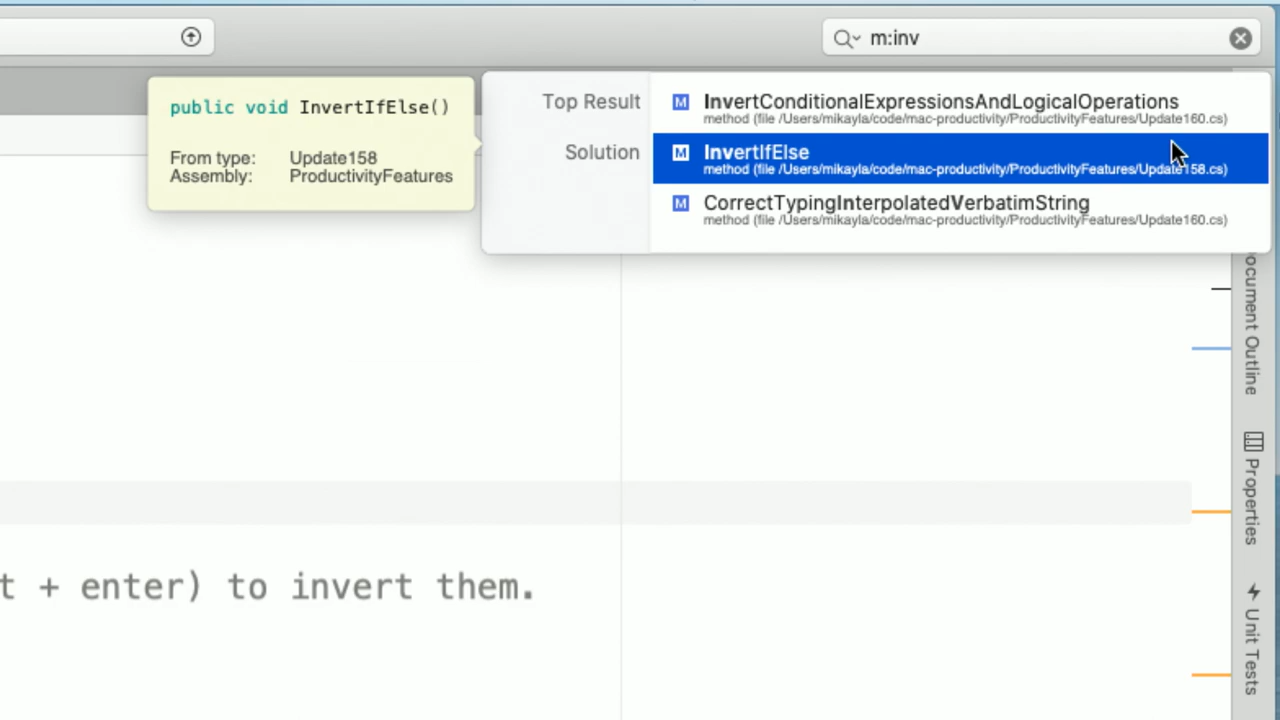 m:inv
public void InvertIfElse()
From type: Update158
Assembly: ProductivityFeatures
Top Result
InvertConditionalExpressionsAndLogicalOperations
method (file /Users/mikayla/code/mac-productivity/ProductivityFeatures/Update160.cs)
Solution
InvertIfElse
method (file /Users/mikayla/code/mac-productivity/ProductivityFeatures/Update158.cs)
CorrectTypingInterpolatedVerbatimString
method (file /Users/mikayla/code/mac-productivity/ProductivityFeatures/Update160.cs)
t + enter) to invert them.
ocument Outline
Properties
Unit Tests